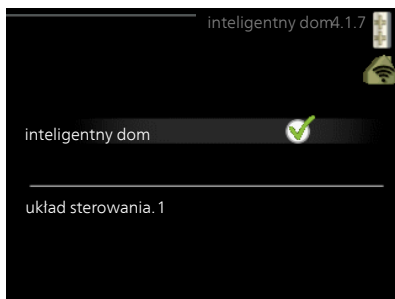 inteligentny dom4.1.7
inteligentny dom
układ sterowania.1